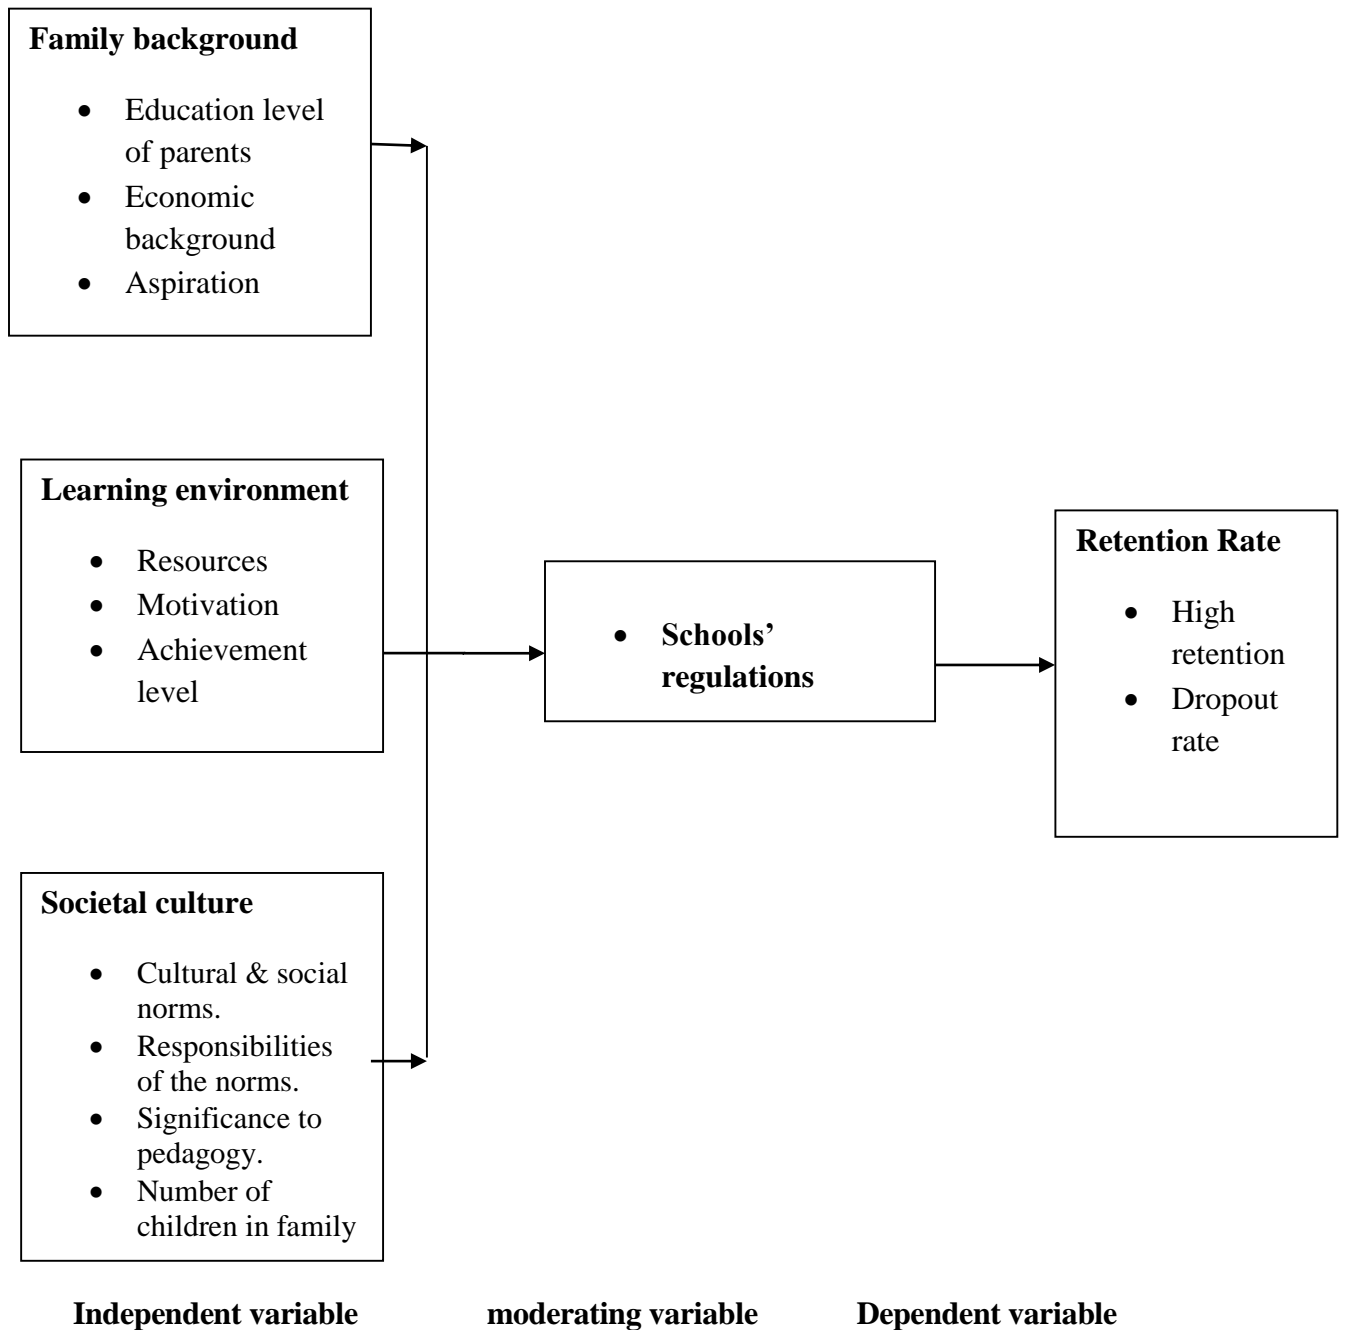 Family background
• Education level
of parents
• Economic
background
• Aspiration
Learning environment
• Resources
• Motivation
• Achievement
level
• Schools’
regulations
Retention Rate
• High
retention
• Dropout
rate
Societal culture
• Cultural & social
norms.
• Responsibilities
of the norms.
• Significance to
pedagogy.
• Number of
children in family
Independent variable moderating variable Dependent variable